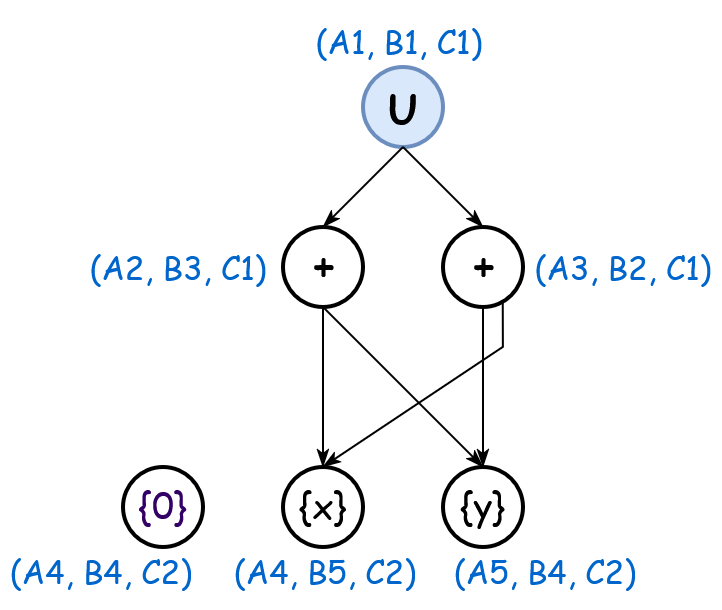 (A1, B1, C1)
U
(A2, B3, C1) + + (A3, B2, C1)
{0} {x} {y}
(A4, B4, C2) (A4, B5, C2) (A5, B4, C2)